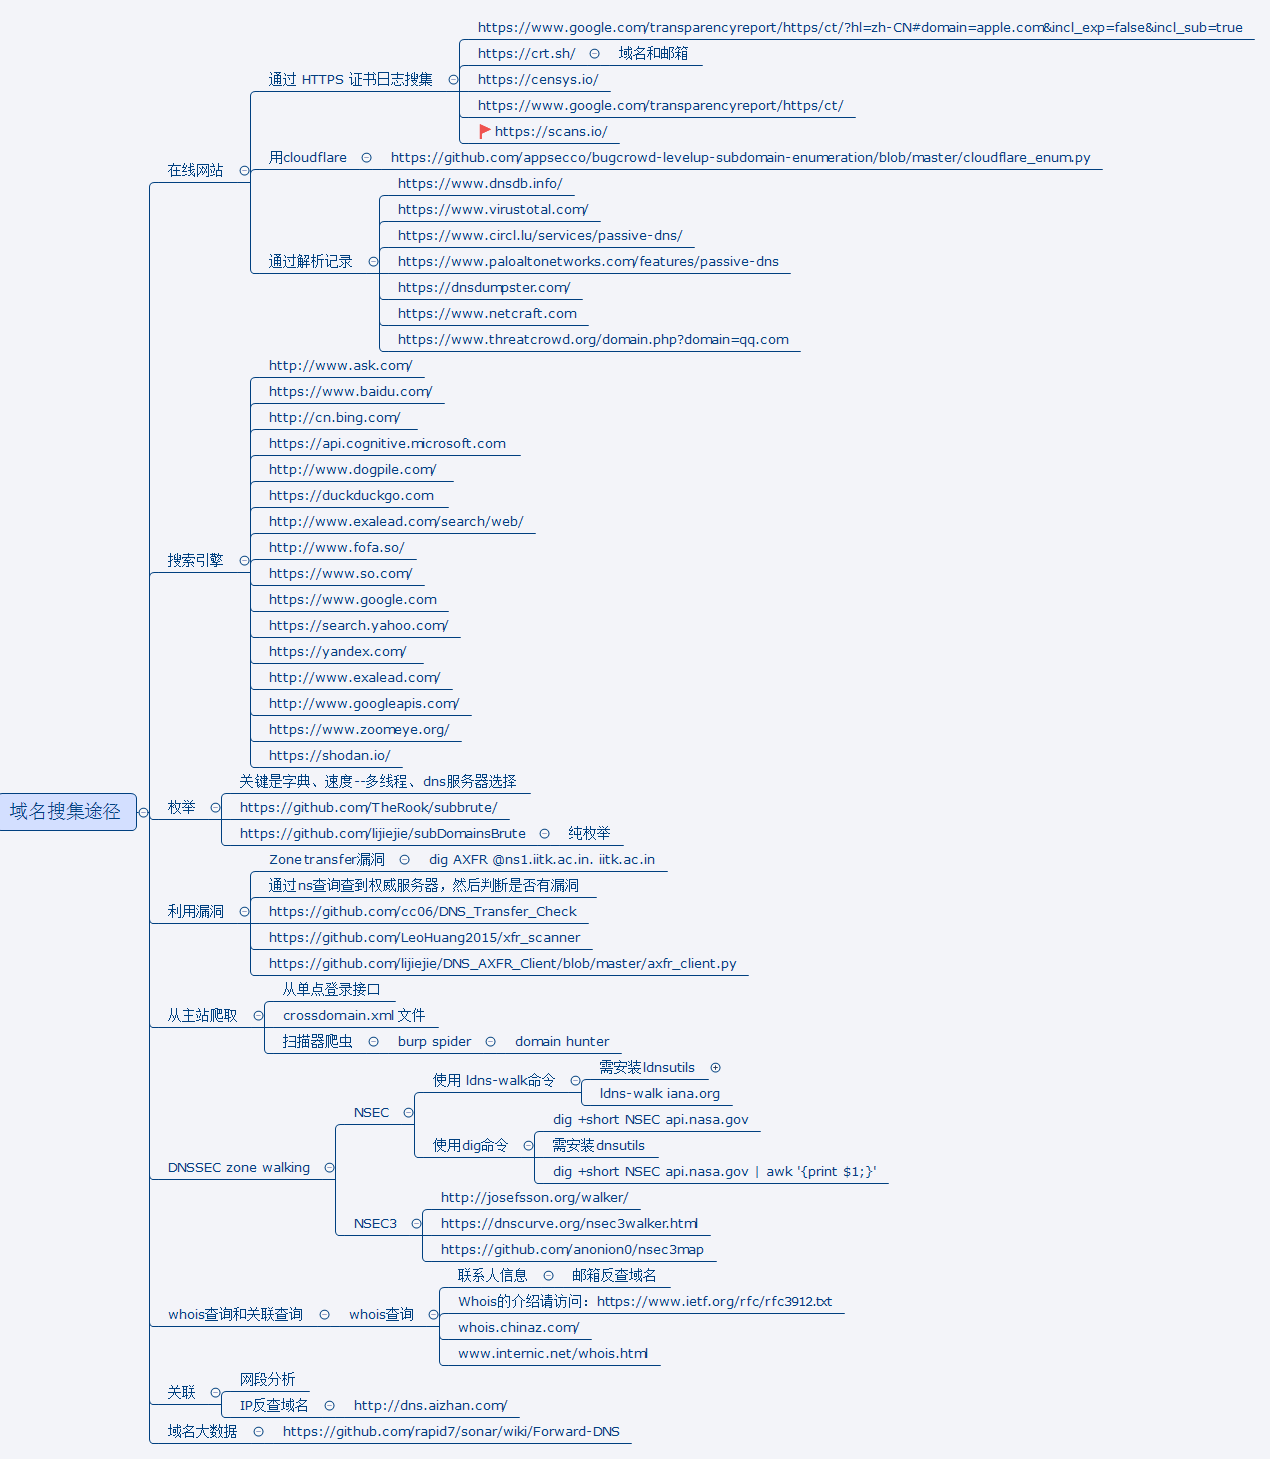 https://www.google.com/transparencyreport/https/ct/?hl=zh-CN#domain=apple.com&incl_exp=false&incl_sub=true
https://crt.sh/ 域名和邮箱
通过 HTTPS 证书日志搜集
https://censys.io/
https://www.google.com/transparencyreport/https/ct/
https://scans.io/
用cloudflare https://github.com/appsecco/bugcrowd-levelup-subdomain-enumeration/blob/master/cloudflare_enum.py
在线网站
https://www.dnsdb.info/
https://www.virustotal.com/
https://www.circl.lu/services/passive-dns/
通过解析记录 https://www.paloaltonetworks.com/features/passive-dns
https://dnsdumpster.com/
https://www.netcraft.com
https://www.threatcrowd.org/domain.php?domain=qq.com
http://www.ask.com/
https://www.baidu.com/
http://cn.bing.com/
https://api.cognitive.microsoft.com
http://www.dogpile.com/
https://duckduckgo.com
http://www.exalead.com/search/web/
http://www.fofa.so/
搜索引擎
https://www.so.com/
https://www.google.com
https://search.yahoo.com/
https://yandex.com/
http://www.exalead.com/
http://www.googleapis.com/
https://www.zoomeye.org/
https://shodan.io/
关键是字典、速度--多线程、dns服务器选择
枚举 https://github.com/TheRook/subbrute/
域名搜集途径
https://github.com/lijiejie/subDomainsBrute 纯枚举
Zonetransfer漏洞 dig AXFR @ns1.iitk.ac.in. iitk.ac.in
通过ns查询查到权威服务器，然后判断是否有漏洞
利用漏洞 https://github.com/cc06/DNS_Transfer_Check
https://github.com/LeoHuang2015/xfr_scanner
https://github.com/lijiejie/DNS_AXFR_Client/blob/master/axfr_client.py
从单点登录接口
从主站爬取 crossdomain.xml 文件
扫描器爬虫 burp spider domain hunter
需安装ldnsutils
使用 ldns-walk命令
ldns-walk iana.org
NSEC
dig +short NSEC api.nasa.gov
使用dig命令 需安装dnsutils
DNSSEC zone walking
dig +short NSEC api.nasa.gov | awk '{print $1;}'
http://josefsson.org/walker/
NSEC3 https://dnscurve.org/nsec3walker.html
https://github.com/anonion0/nsec3map
联系人信息 邮箱反查域名
Whois的介绍请访问：https://www.ietf.org/rfc/rfc3912.txt
whois查询和关联查询 whois查询
whois.chinaz.com/
www.internic.net/whois.html
网段分析
关联
IP反查域名 http://dns.aizhan.com/
域名大数据 https://github.com/rapid7/sonar/wiki/Forward-DNS